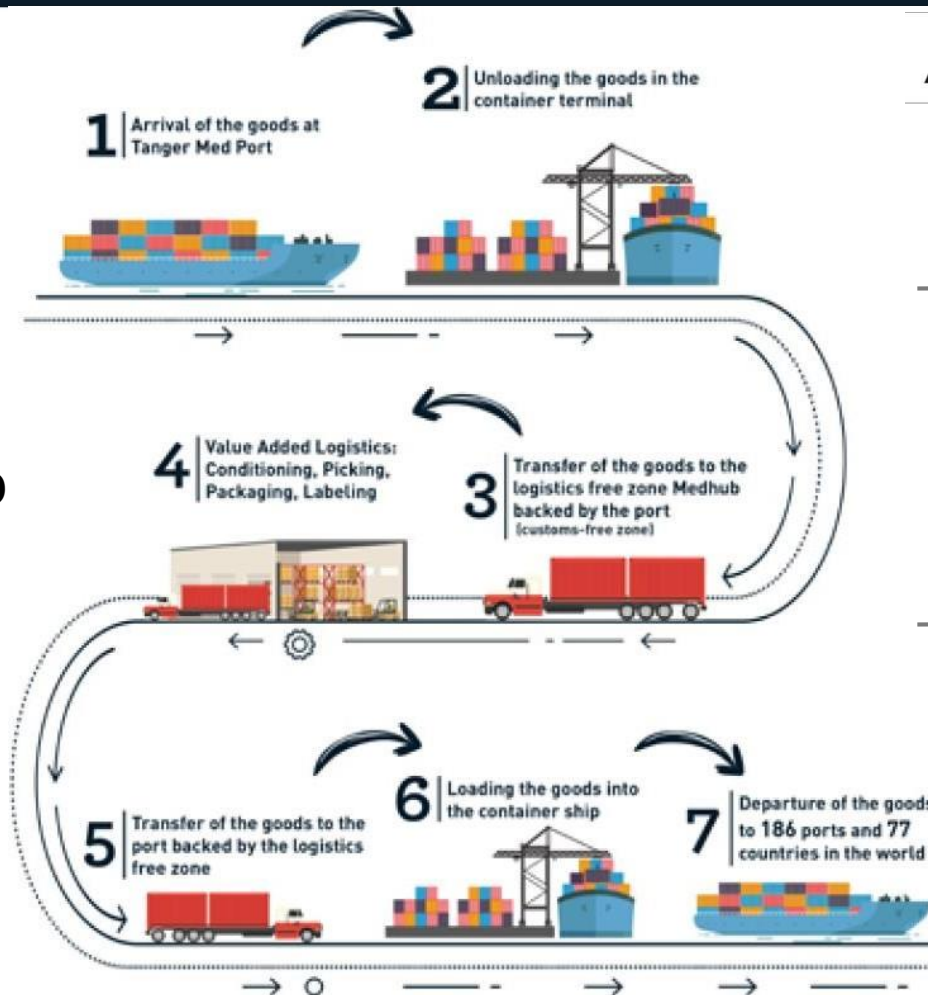 1 Arrival of the goods at
Tanger Med Port
2 Unloading the goods in the
container terminal
3 Transfer of the goods to the
logistics free zone Medhub
backed by the port
(customs-free zone)
4 Value Added Logistics:
Conditioning, Picking,
Packaging, Labeling
5 Transfer of the goods to the
port backed by the logistics
free zone
6 Loading the goods into
the container ship
7 Departure of the goods
to 186 ports and 77
countries in the world